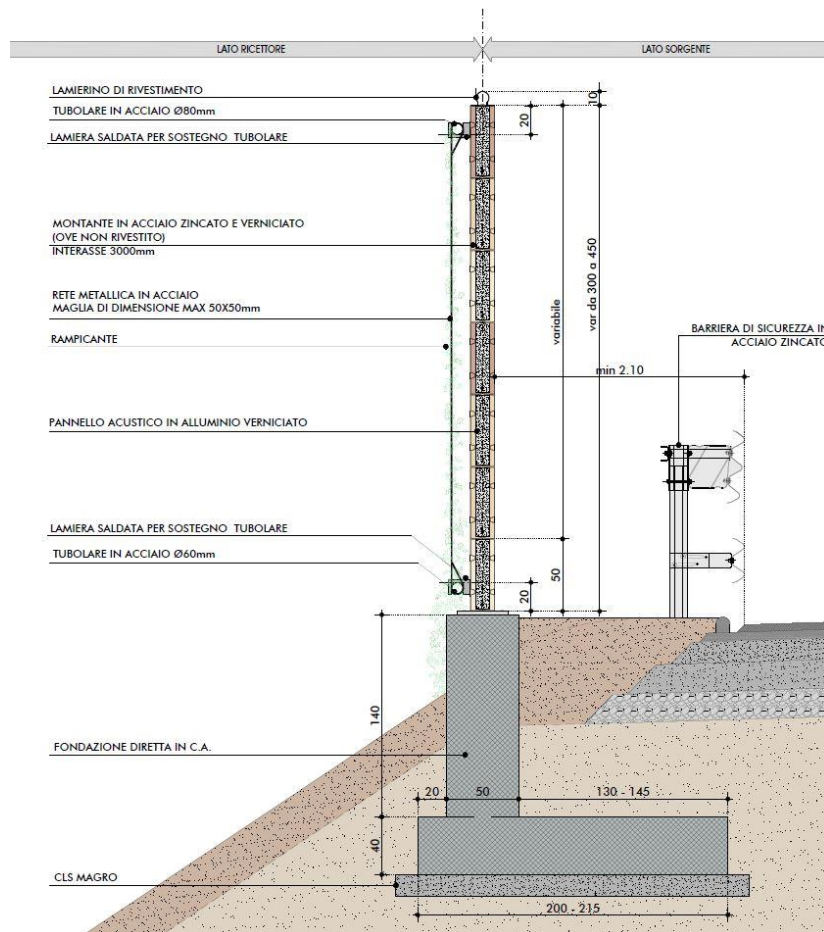 LATO RICETTORE
LATO SORGENTE
LAMIERINO DI RIVESTIMENTO
TUBOLARE IN ACCIAIO Ø80mm
LAMIERA SALDATA PER SOSTEGNO TUBOLARE
10
20
MONTANTE IN ACCIAIO ZINCATO E VERNICIATO
(OVE NON RIVESTITO)
INTERASSE 3000mm
RETE METALLICA IN ACCIAIO
MAGLIA DI DIMENSIONE MAX 50X50mm
RAMPICANTE
variabile
var da 300 a 450
BARRIERA DI SICUREZZA IN
ACCIAIO ZINCATO
min 2.10
PANNELLO ACUSTICO IN ALLUMINIO VERNICIATO
LAMIERA SALDATA PER SOSTEGNO TUBOLARE
TUBOLARE IN ACCIAIO Ø60mm
50
20
140
FONDAZIONE DIRETTA IN C.A.
20
50
130 - 145
40
CLS MAGRO
200 - 215